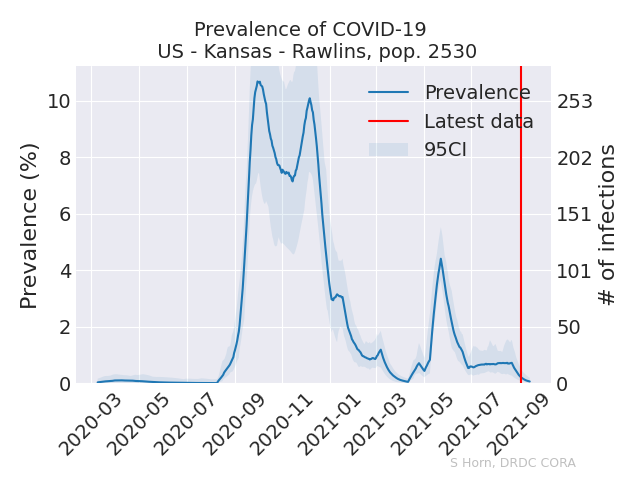 Prevalence of COVID-19
US - Kansas - Rawlins, pop. 2530
Prevalence (%)
10
8
6
4
2
0
Prevalence
Latest data
95CI
253
202
151
101
50
0
# of infections
2020-03
2020-05
2020-07
2020-09
2020-11
2021-01
2021-03
2021-05
2021-07
2021-09
S Horn, DRDC CORA